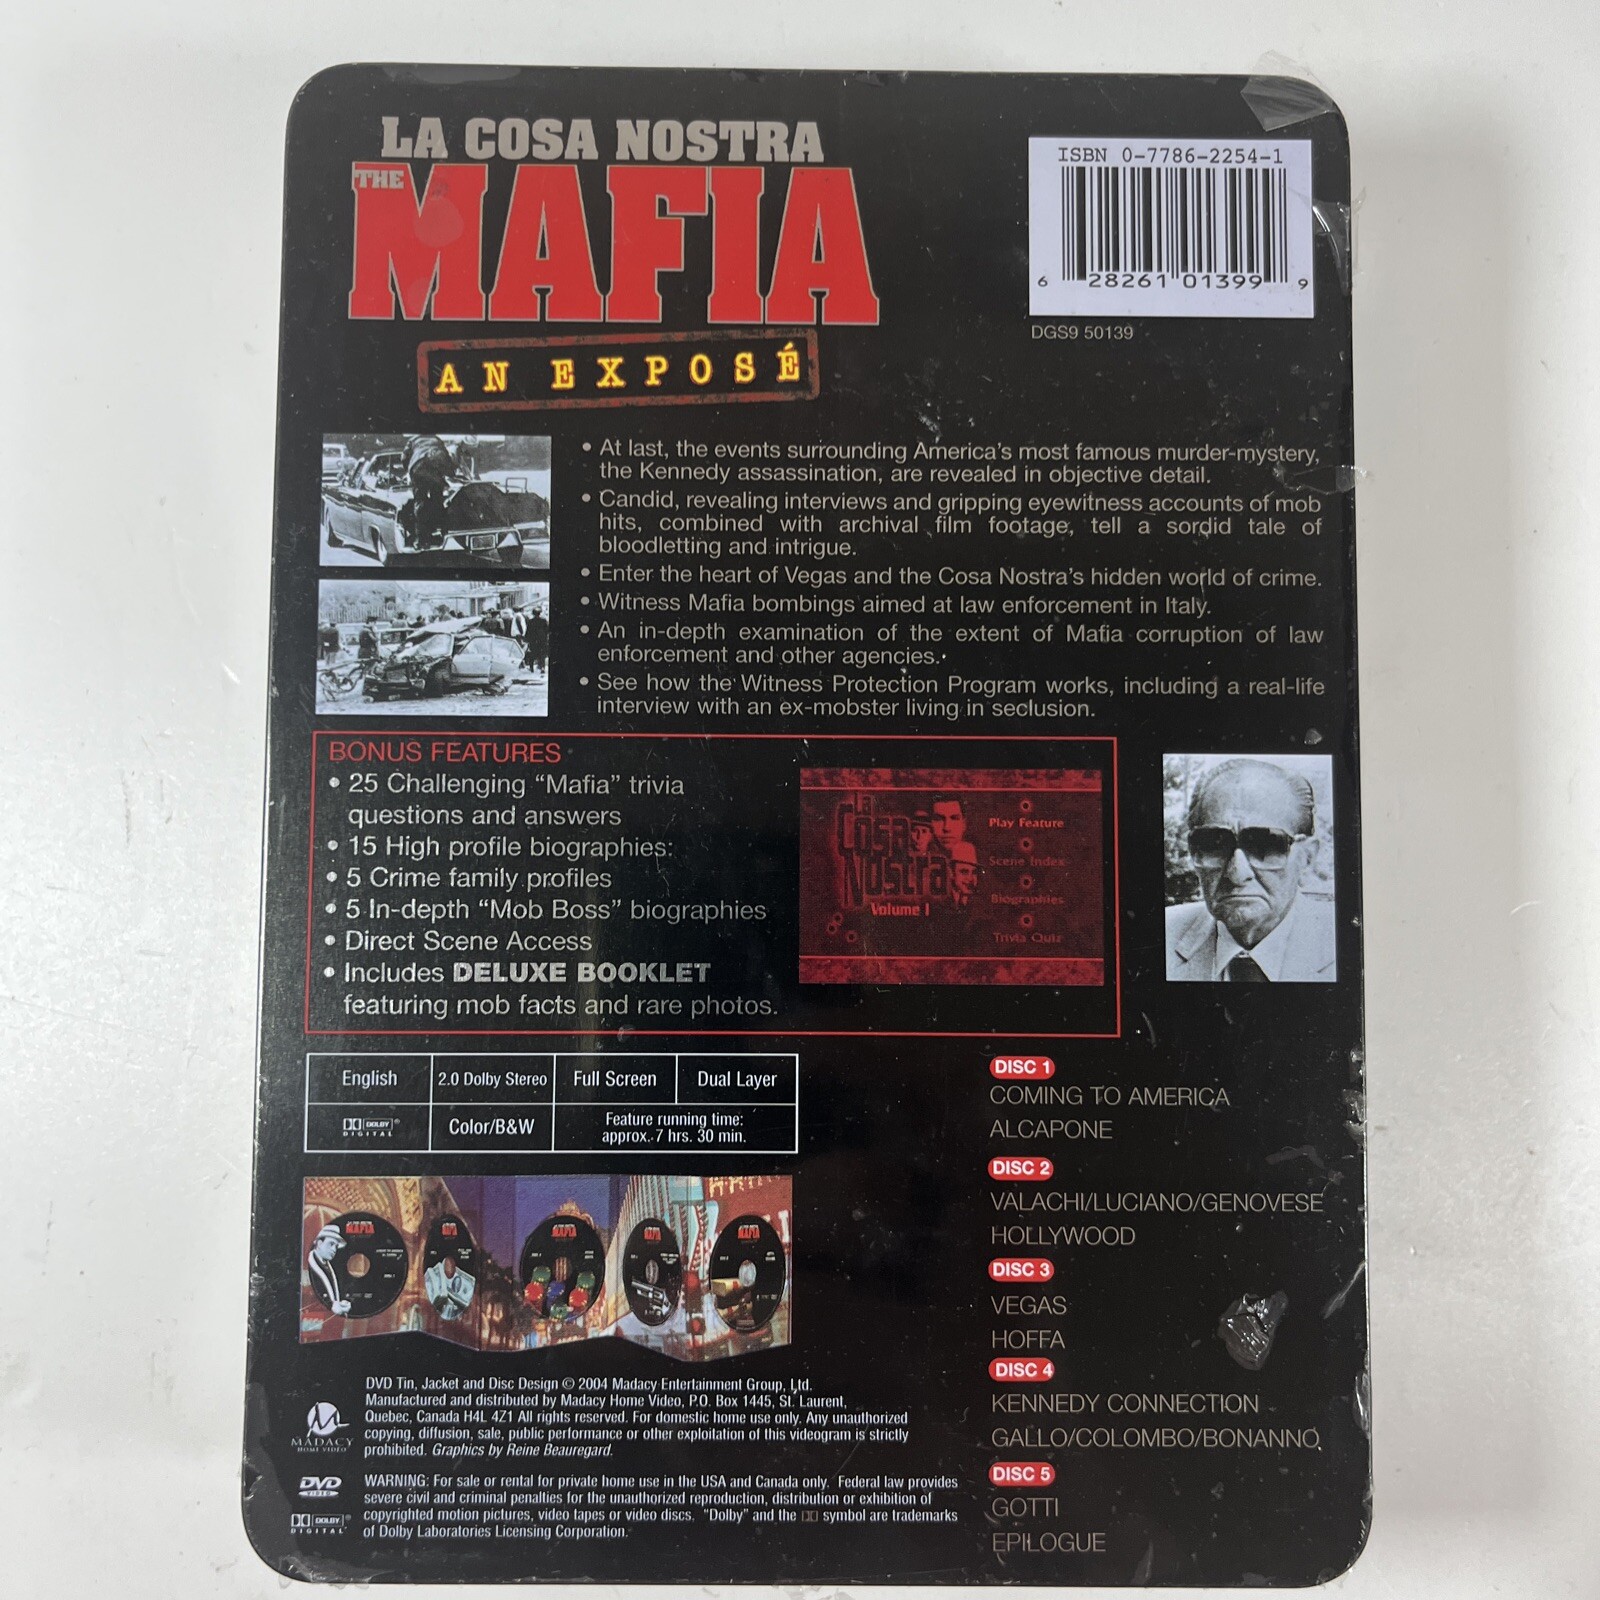 LA COSA NOSTRA
THE MAFIA
AN EXPOSÉ
ISBN 0-7786-2254-1
6 28261 01399 9
DGS9 50139
• At last, the events surrounding America's most famous murder-mystery,
the Kennedy assassination, are revealed in objective detail.
• Candid, revealing interviews and gripping eyewitness accounts of mob
hits, combined with archival film footage, tell a sordid tale of
bloodletting and intrigue.
• Enter the heart of Vegas and the Cosa Nostra's hidden world of crime.
• Witness Mafia bombings aimed at law enforcement in Italy.
• An in-depth examination of the extent of Mafia corruption of law
enforcement and other agencies.
• See how the Witness Protection Program works, including a real-life
interview with an ex-mobster living in seclusion.
BONUS FEATURES
• 25 Challenging "Mafia" trivia
questions and answers
• 15 High profile biographies:
• 5 Crime family profiles
• 5 In-depth "Mob Boss" biographies
• Direct Scene Access
• Includes DELUXE BOOKLET
featuring mob facts and rare photos.
La
Cosa
Nostra
Volume I
Play Feature
Scene Index
Biographies
Trivia Quiz
English
2.0 Dolby Stereo
Full Screen
Dual Layer
DOLBY
DIGITAL
Color/B&W
Feature running time:
approx. 7 hrs. 30 min.
DISC 1
COMING TO AMERICA
ALCAPONE
DISC 2
VALACHI/LUCIANO/GENOVESE
HOLLYWOOD
DISC 3
VEGAS
HOFFA
DISC 4
KENNEDY CONNECTION
GALLO/COLOMBO/BONANNO
DISC 5
GOTTI
EPILOGUE
MAFIA
MAFIA
MAFIA
MAFIA
MAFIA
MADACY
HOME VIDEO
DVD Tin, Jacket and Disc Design © 2004 Madacy Entertainment Group, Ltd.
Manufactured and distributed by Madacy Home Video, P.O. Box 1445, St. Laurent,
Quebec, Canada H4L 4Z1 All rights reserved. For domestic home use only. Any unauthorized
copying, diffusion, sale, public performance or other exploitation of this videogram is strictly
prohibited. Graphics by Reine Beauregard.
DVD
VIDEO
DOLBY
DIGITAL
WARNING: For sale or rental for private home use in the USA and Canada only. Federal law provides
severe civil and criminal penalties for the unauthorized reproduction, distribution or exhibition of
copyrighted motion pictures, video tapes or video discs. "Dolby" and the symbol are trademarks
of Dolby Laboratories Licensing Corporation.